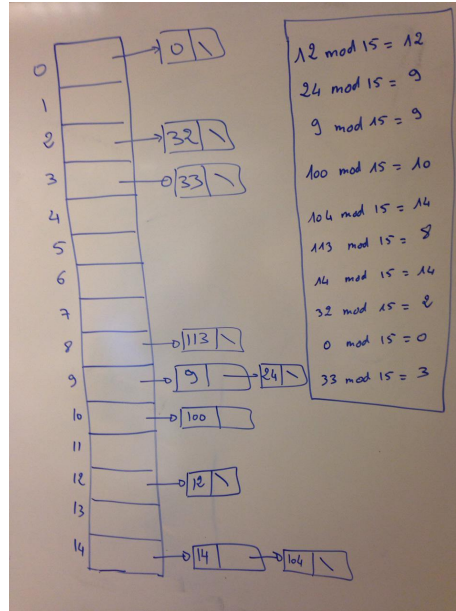 0 0
1
2 32
3 33
4
5
6
7
8 113
9 9 24
10 100
11
12 12
13
14 14 104
12 mod 15 = 12
24 mod 15 = 9
9 mod 15 = 9
100 mod 15 = 10
104 mod 15 = 14
113 mod 15 = 8
14 mod 15 = 14
32 mod 15 = 2
0 mod 15 = 0
33 mod 15 = 3